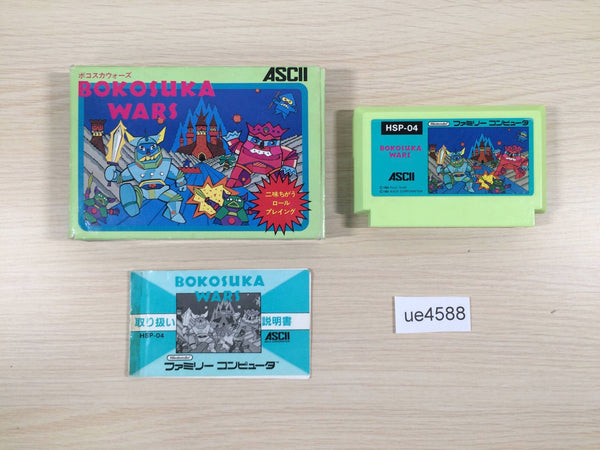 ボコスカウォーズ
ASCII
BOKOSUKA
WARS
二味ちがう
ロール
プレイング
HSP-04
Nintendo
ファミリー コンピュータ
BOKOSUKA
WARS
ASCII
BOKOSUKA
WARS
取り扱い
説明書
HSP-04
ASCII
Nintendo
ファミリー コンピュータ
ue4588